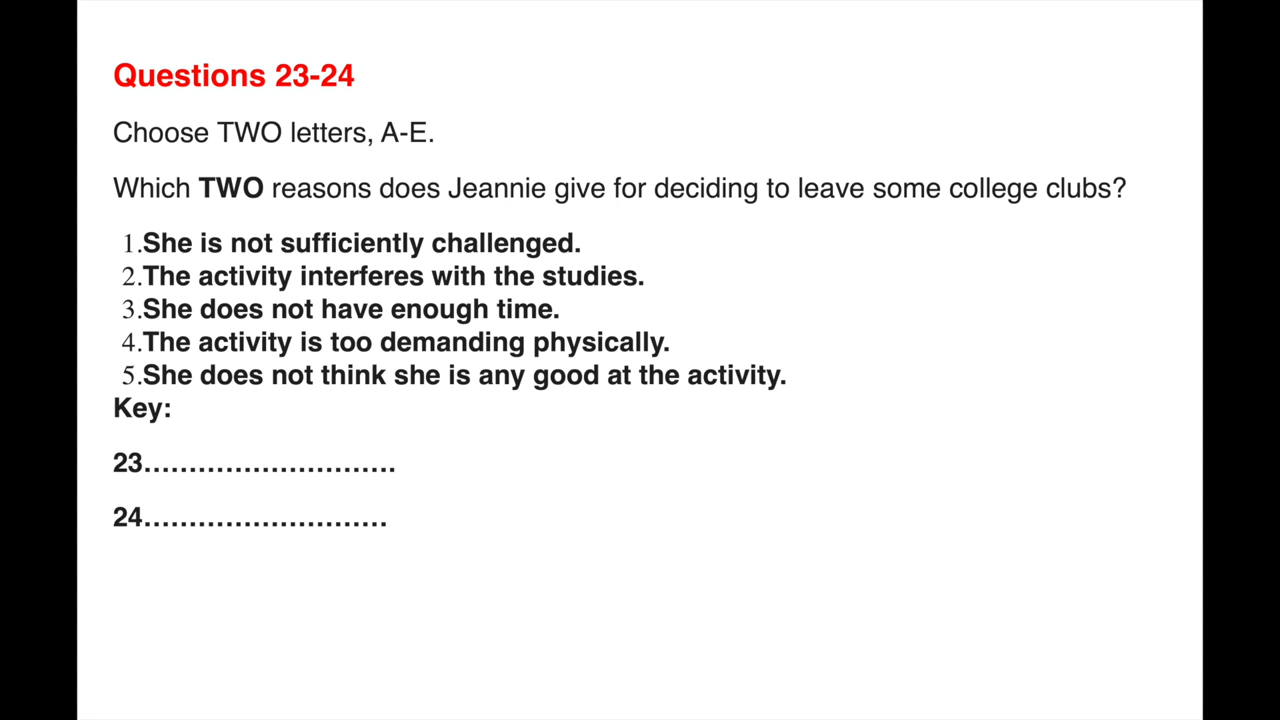 Questions 23-24
Choose TWO letters, A-E.
Which TWO reasons does Jeannie give for deciding to leave some college clubs?
1.She is not sufficiently challenged.
2.The activity interferes with the studies.
3.She does not have enough time.
4.The activity is too demanding physically.
5.She does not think she is any good at the activity.
Key:
23……………………….
24………………………